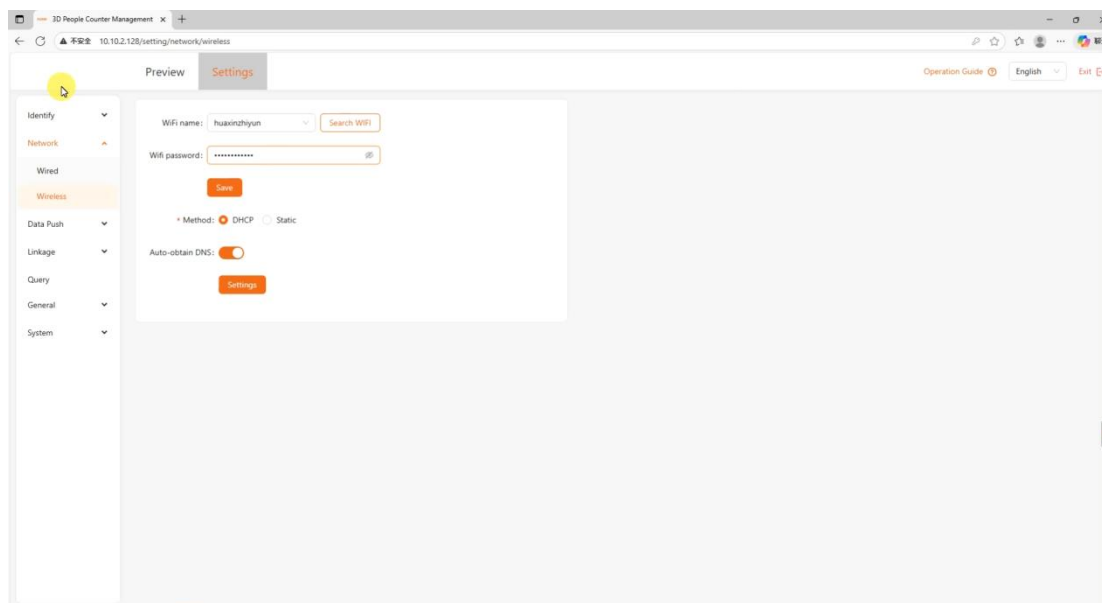 3D People Counter Management
不安全 10.10.2.128/setting/network/wireless
Preview Settings Operation Guide English Exit
Identify
Network
Wired
Wireless
Data Push
Linkage
Query
General
System
WiFi name: huaxinzhiyun Search WIFI
Wifi password: ••••••••••••
Save
* Method: DHCP Static
Auto-obtain DNS:
Settings